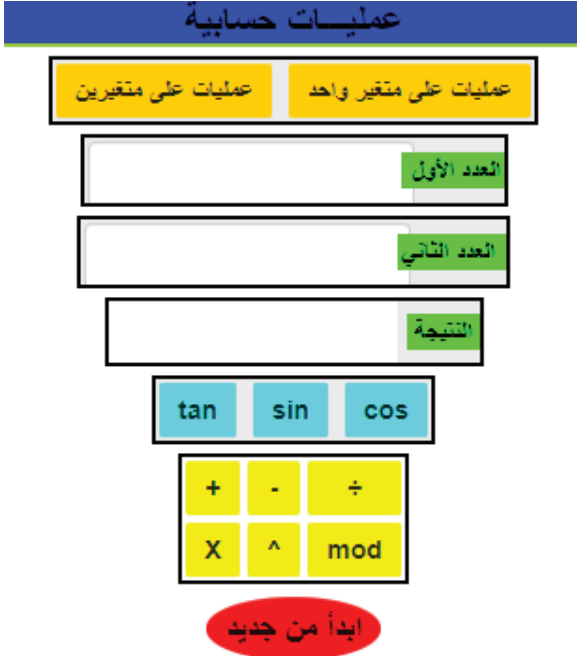 عمليـــات حسابية
عمليات على متغير واحد عمليات على متغيرين
العدد الأول
العدد الثاني
النتيجة
tan sin cos
+ - ÷
X ^ mod
ابدأ من جديد